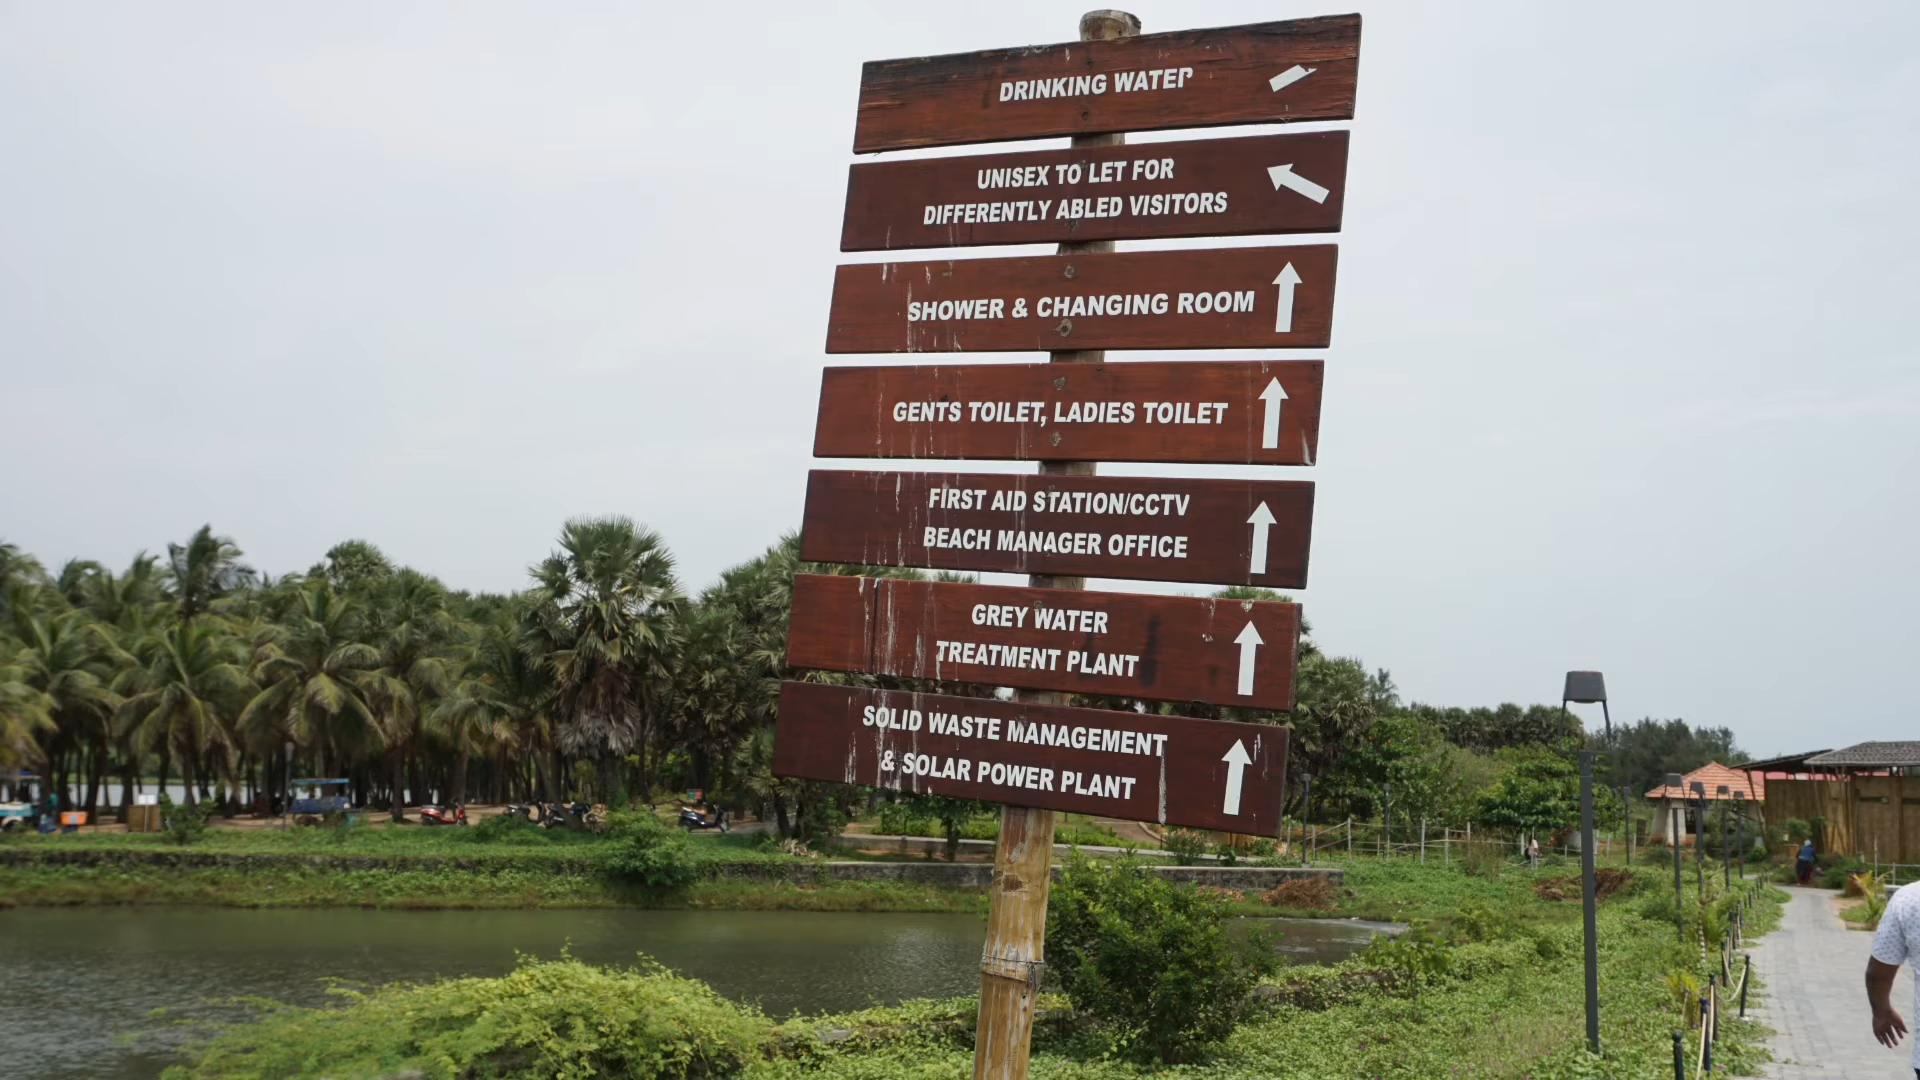 DRINKING WATER
UNISEX TO LET FOR
DIFFERENTLY ABLED VISITORS
SHOWER & CHANGING ROOM
GENTS TOILET, LADIES TOILET
FIRST AID STATION/CCTV
BEACH MANAGER OFFICE
GREY WATER
TREATMENT PLANT
SOLID WASTE MANAGEMENT
& SOLAR POWER PLANT